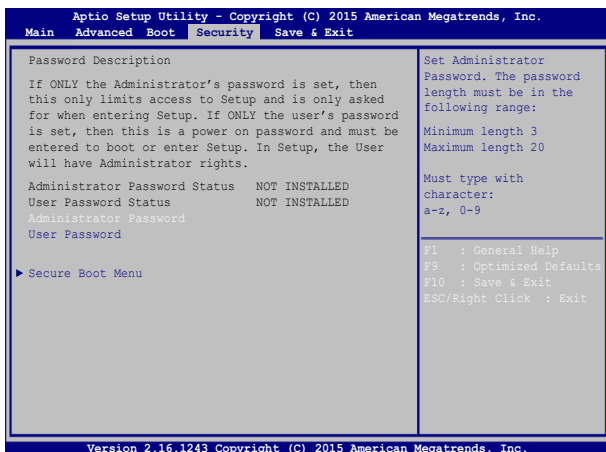 Aptio Setup Utility - Copyright (C) 2015 American Megatrends, Inc.
Main Advanced Boot Security Save & Exit
Password Description
If ONLY the Administrator's password is set, then
this only limits access to Setup and is only asked
for when entering Setup. If ONLY the user's password
is set, then this is a power on password and must be
entered to boot or enter Setup. In Setup, the User
will have Administrator rights.
Administrator Password Status NOT INSTALLED
User Password Status NOT INSTALLED
Administrator Password
User Password
Secure Boot Menu
Set Administrator
Password. The password
length must be in the
following range:
Minimum length 3
Maximum length 20
Must type with
character:
a-z, 0-9
F1 : General Help
F9 : Optimized Defaults
F10 : Save & Exit
ESC/Right Click : Exit
Version 2.16.1243 Copyright (C) 2015 American Megatrends, Inc.